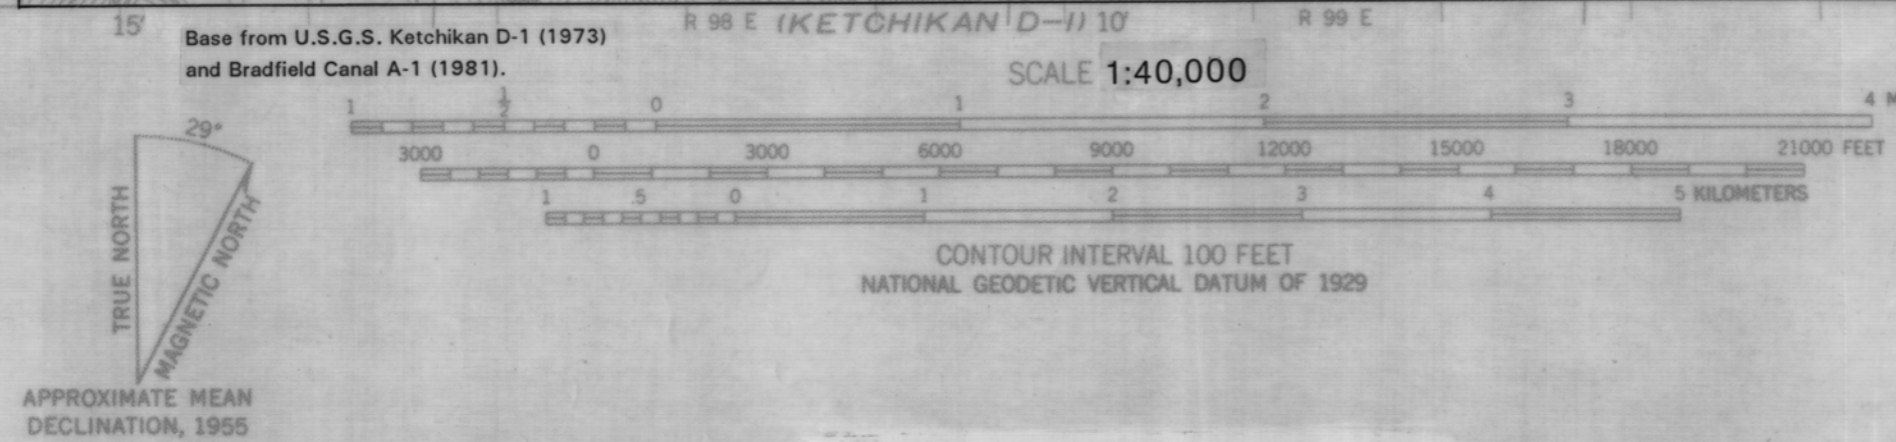 15' R 98 E (KETCHIKAN D-1) 10' R 99 E
Base from U.S.G.S. Ketchikan D-1 (1973)
and Bradfield Canal A-1 (1981).
SCALE 1:40,000
1 ½ 0 1 2 3 4 M
29°
3000 0 3000 6000 9000 12000 15000 18000 21000 FEET
1 .5 0 1 2 3 4 5 KILOMETERS
TRUE NORTH
MAGNETIC NORTH
CONTOUR INTERVAL 100 FEET
NATIONAL GEODETIC VERTICAL DATUM OF 1929
APPROXIMATE MEAN
DECLINATION, 1955